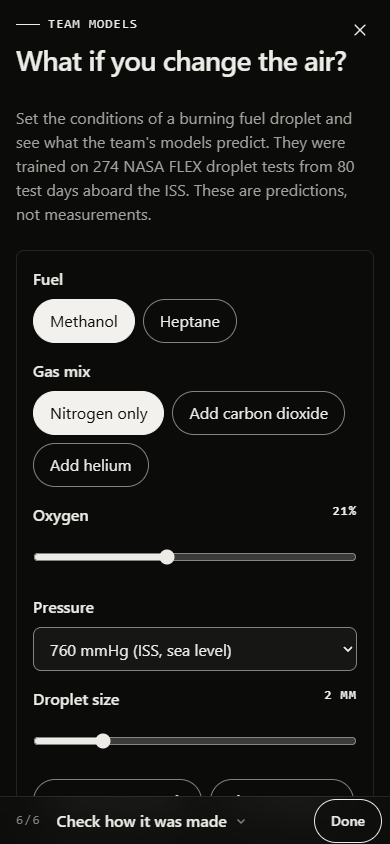 TEAM MODELS
What if you change the air?
Set the conditions of a burning fuel droplet and
see what the team's models predict. They were
trained on 274 NASA FLEX droplet tests from 80
test days aboard the ISS. These are predictions,
not measurements.
Fuel
Methanol
Heptane
Gas mix
Nitrogen only
Add carbon dioxide
Add helium
Oxygen
21%
Pressure
760 mmHg (ISS, sea level)
Droplet size
2 MM
6/6
Check how it was made
Done